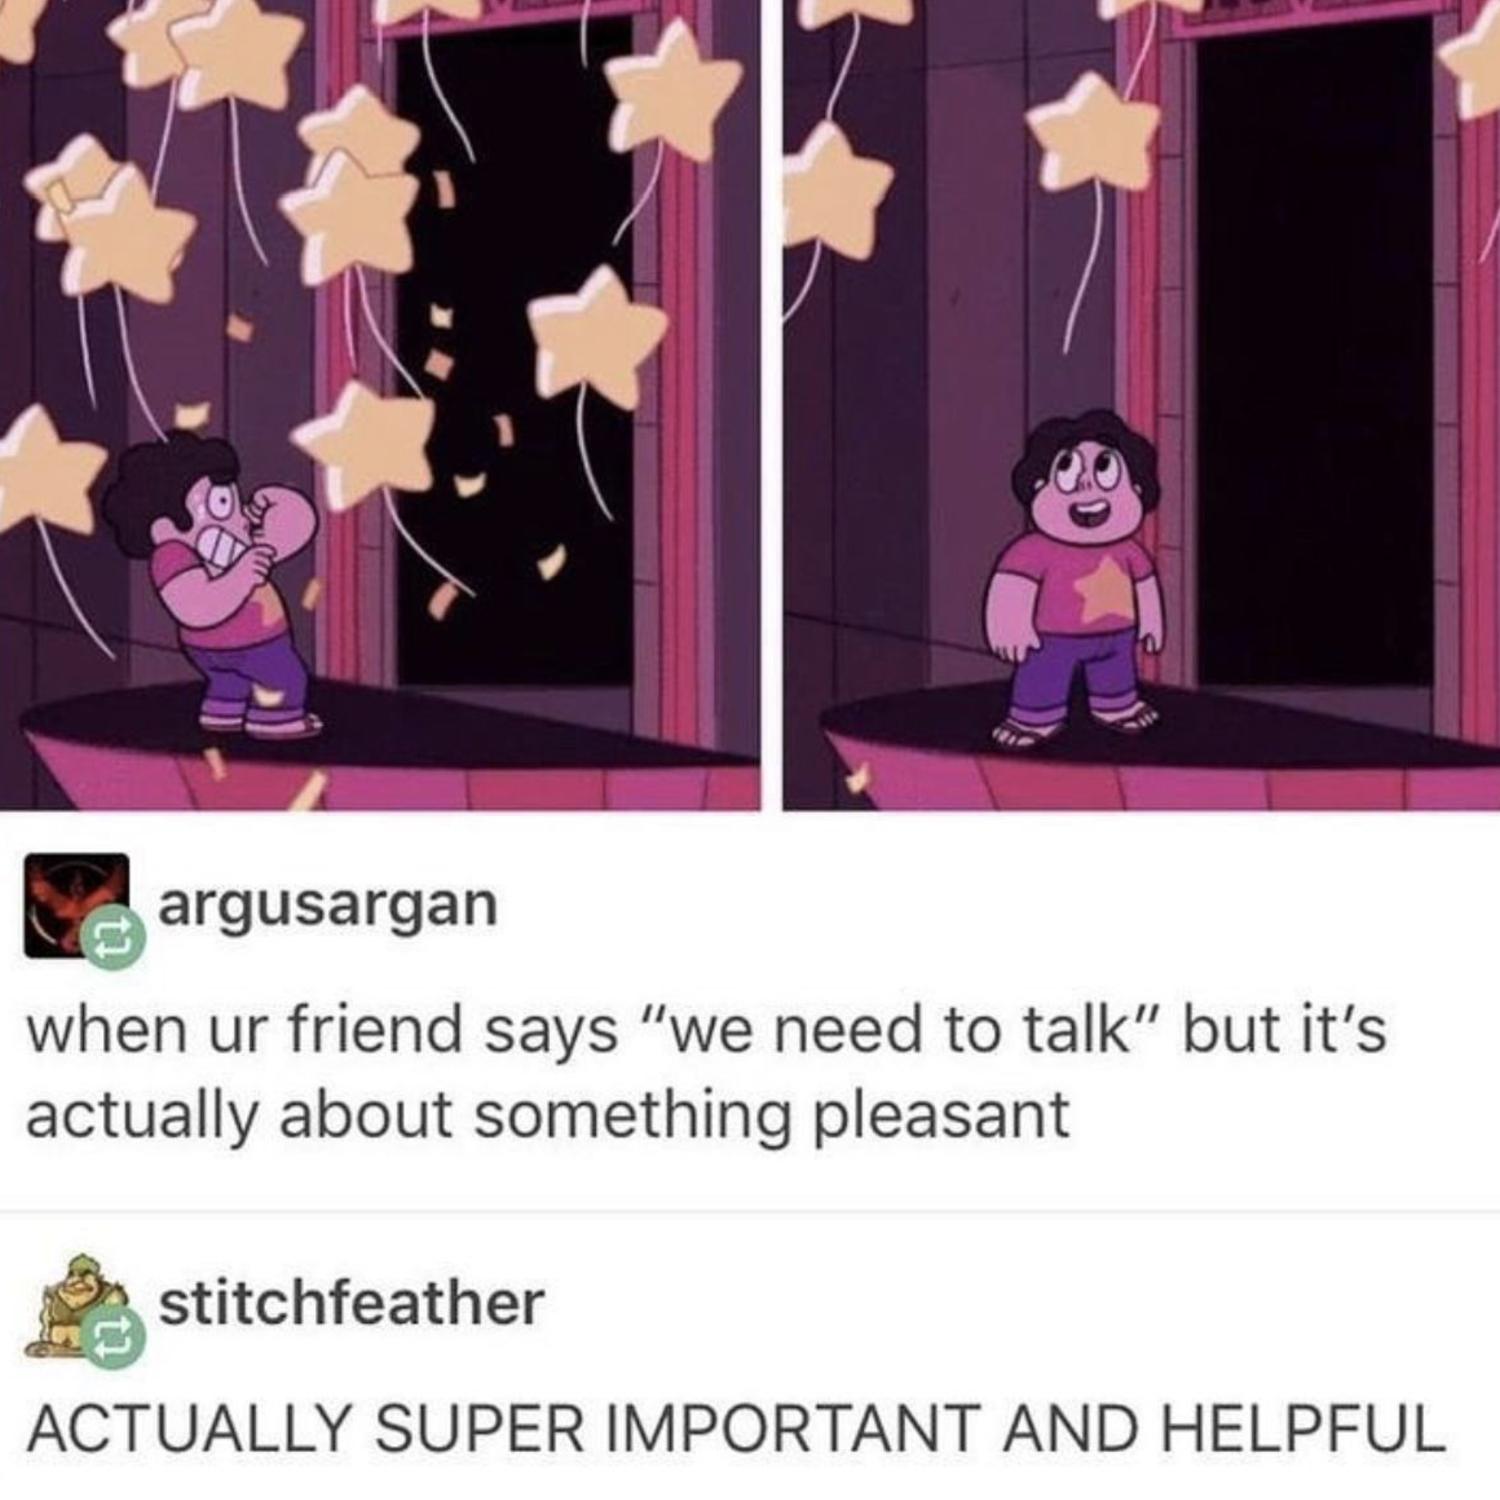 argusargan
when ur friend says "we need to talk" but it's
actually about something pleasant
stitchfeather
ACTUALLY SUPER IMPORTANT AND HELPFUL